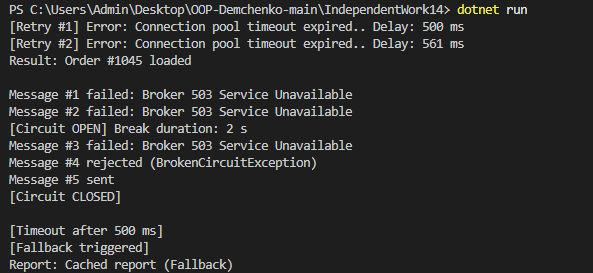 PS C:\Users\Admin\Desktop\OOP-Demchenko-main\IndependentWork14> dotnet run
[Retry #1] Error: Connection pool timeout expired.. Delay: 500 ms
[Retry #2] Error: Connection pool timeout expired.. Delay: 561 ms
Result: Order #1045 loaded
Message #1 failed: Broker 503 Service Unavailable
Message #2 failed: Broker 503 Service Unavailable
[Circuit OPEN] Break duration: 2 s
Message #3 failed: Broker 503 Service Unavailable
Message #4 rejected (BrokenCircuitException)
Message #5 sent
[Circuit CLOSED]
[Timeout after 500 ms]
[Fallback triggered]
Report: Cached report (Fallback)